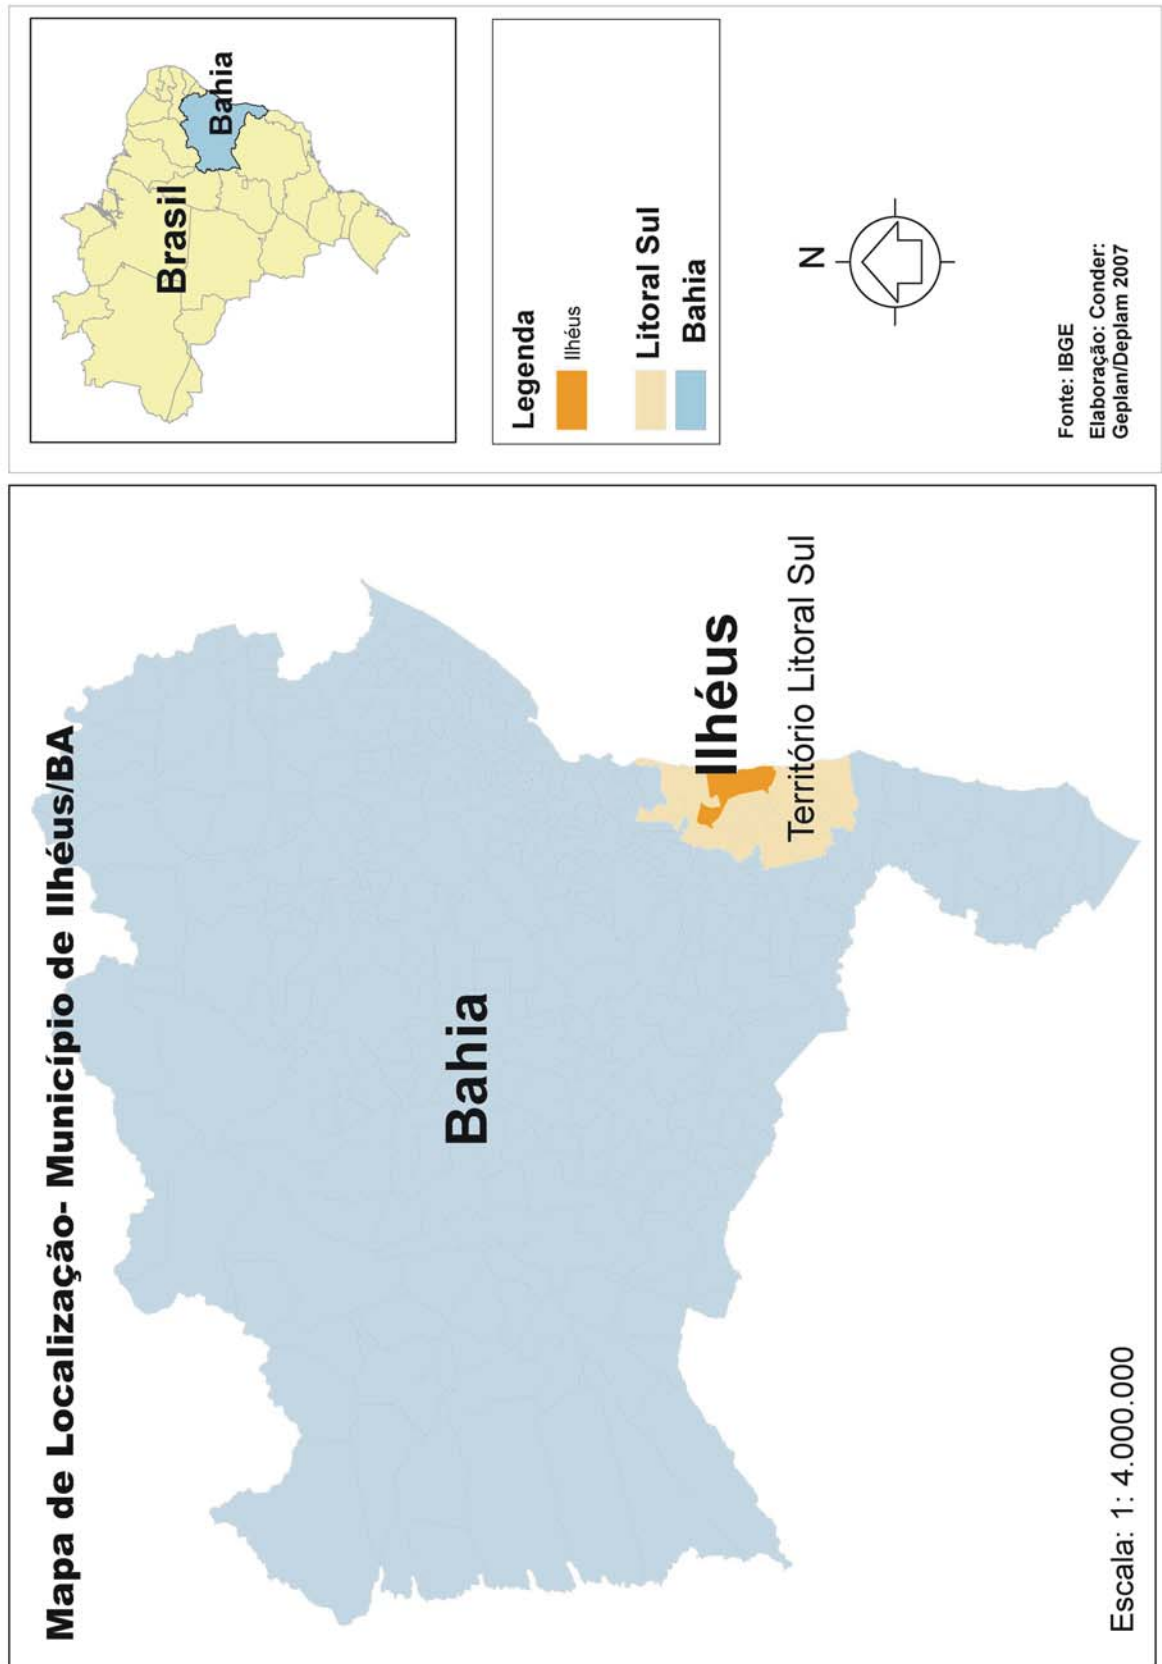 Mapa de Localização- Município de Ilhéus/BA
Bahia
Ilhéus
Território Litoral Sul
Escala: 1: 4.000.000
Brasil
Bahia
Legenda
Ilhéus
Litoral Sul
Bahia
N
Fonte: IBGE
Elaboração: Conder:
Geplan/Deplam 2007